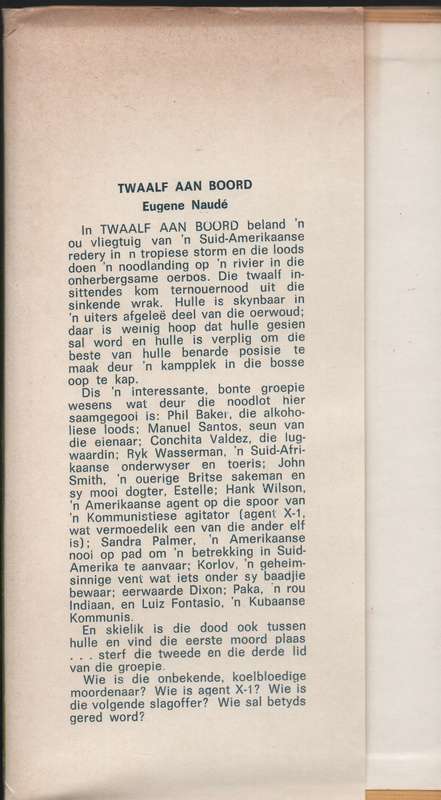 TWAALF AAN BOORD
Eugene Naudé
In TWAALF AAN BOORD beland 'n
ou vliegtuig van 'n Suid-Amerikaanse
redery in 'n tropiese storm en die loods
doen 'n noodlanding op 'n rivier in die
onherbergsame oerbos. Die twaalf in-
sittendes kom ternouernood uit die
sinkende wrak. Hulle is skynbaar in
'n uiters afgeleë deel van die oerwoud;
daar is weinig hoop dat hulle gesien
sal word en hulle is verplig om die
beste van hulle benarde posisie te
maak deur 'n kampplek in die bosse
oop te kap.
Dis 'n interessante, bonte groepie
wesens wat deur die noodlot hier
saamgegooi is: Phil Baker, die alkoho-
liese loods; Manuel Santos, seun van
die eienaar; Conchita Valdez, die lug-
waardin; Ryk Wasserman, 'n Suid-Afri-
kaanse onderwyser en toeris; John
Smith, 'n ouerige Britse sakeman en
sy mooi dogter, Estelle; Hank Wilson,
'n Amerikaanse agent op die spoor van
'n Kommunistiese agitator (agent X-1,
wat vermoedelik een van die ander elf
is); Sandra Palmer, 'n Amerikaanse
nooi op pad om 'n betrekking in Suid-
Amerika te aanvaar; Korlov, 'n geheim-
sinnige vent wat iets onder sy baadjie
bewaar; eerwaarde Dixon; Paka, 'n rou
Indiaan, en Luiz Fontasio, 'n Kubaanse
Kommunis.
En skielik is die dood ook tussen
hulle en vind die eerste moord plaas
. . . sterf die tweede en die derde lid
van die groepie.
Wie is die onbekende, koelbloedige
moordenaar? Wie is agent X-1? Wie is
die volgende slagoffer? Wie sal betyds
gered word?